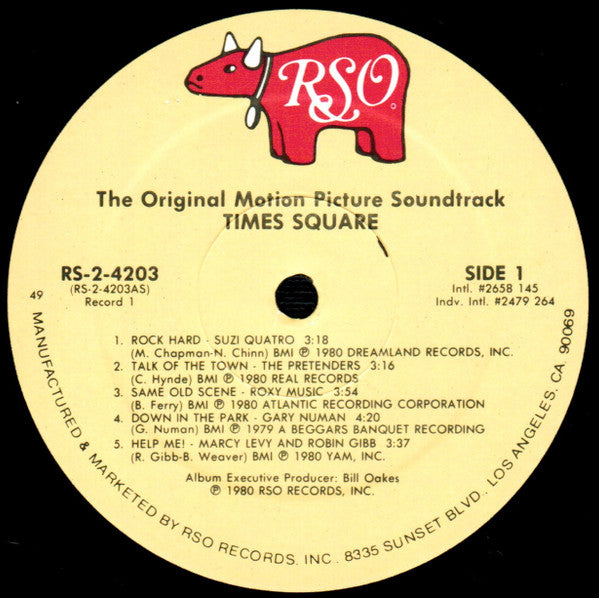 RSO
The Original Motion Picture Soundtrack
TIMES SQUARE
RS-2-4203
(RS-2-4203AS)
Record 1
SIDE 1
Intl. #2658 145
Indv. Intl. #2479 264
49
1. ROCK HARD - SUZI QUATRO 3:18
(M. Chapman-N. Chinn) BMI ℗ 1980 DREAMLAND RECORDS, INC.
2. TALK OF THE TOWN - THE PRETENDERS 3:16
(C. Hynde) BMI ℗ 1980 REAL RECORDS
3. SAME OLD SCENE - ROXY MUSIC 3:54
(B. Ferry) BMI ℗ 1980 ATLANTIC RECORDING CORPORATION
4. DOWN IN THE PARK - GARY NUMAN 4:20
(G. Numan) BMI ℗ 1979 A BEGGARS BANQUET RECORDING
5. HELP ME! - MARCY LEVY AND ROBIN GIBB 3:37
(R. Gibb-B. Weaver) BMI ℗ 1980 YAM, INC.
Album Executive Producer: Bill Oakes
℗ 1980 RSO RECORDS, INC.
MANUFACTURED & MARKETED BY RSO RECORDS, INC. 8335 SUNSET BLVD., LOS ANGELES, CA 90069